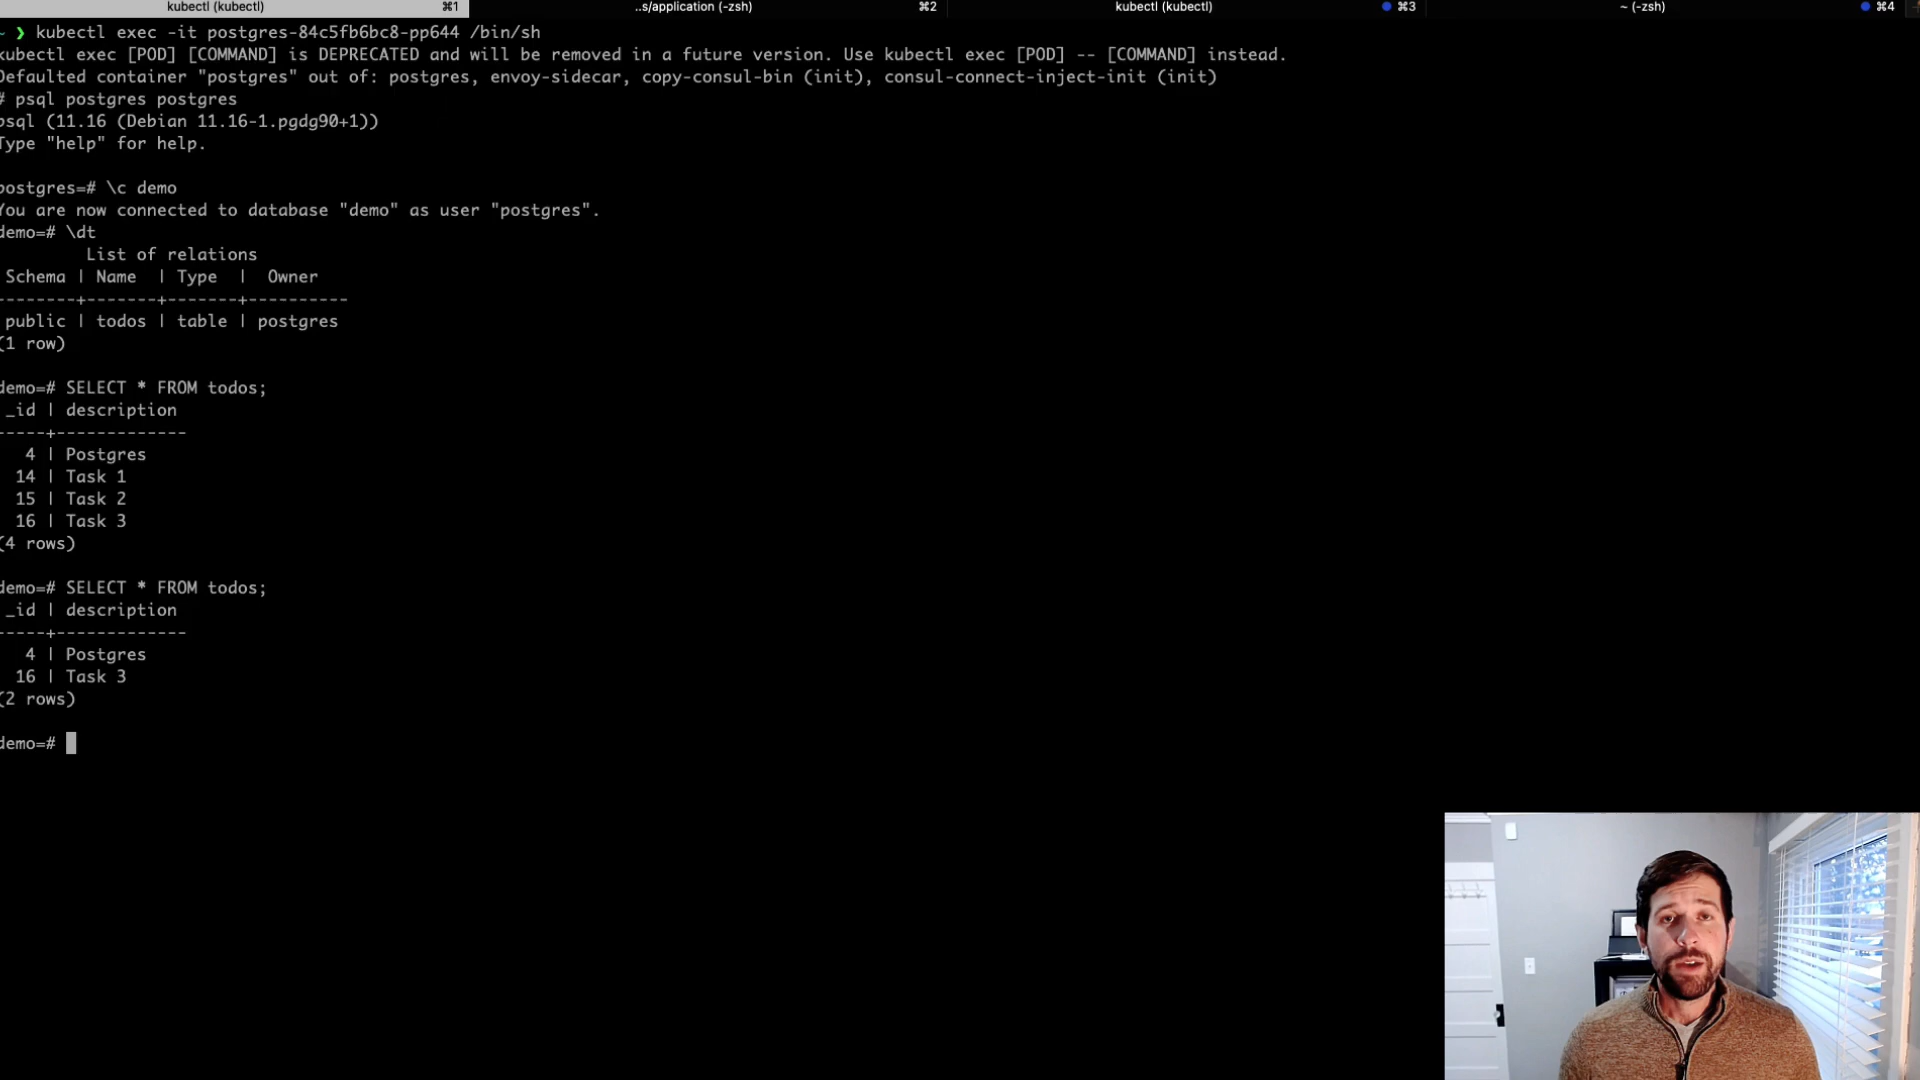 kubectl (kubectl) ⌘1 ..s/application (-zsh) ⌘2 kubectl (kubectl) ⌘3 ~ (-zsh) ⌘4
~ ❯ kubectl exec -it postgres-84c5fb6bc8-pp644 /bin/sh
kubectl exec [POD] [COMMAND] is DEPRECATED and will be removed in a future version. Use kubectl exec [POD] -- [COMMAND] instead.
Defaulted container "postgres" out of: postgres, envoy-sidecar, copy-consul-bin (init), consul-connect-inject-init (init)
# psql postgres postgres
psql (11.16 (Debian 11.16-1.pgdg90+1))
Type "help" for help.
postgres=# \c demo
You are now connected to database "demo" as user "postgres".
demo=# \dt
List of relations
Schema | Name | Type | Owner
--------+-------+-------+----------
public | todos | table | postgres
(1 row)
demo=# SELECT * FROM todos;
_id | description
-----+-------------
4 | Postgres
14 | Task 1
15 | Task 2
16 | Task 3
(4 rows)
demo=# SELECT * FROM todos;
_id | description
-----+-------------
4 | Postgres
16 | Task 3
(2 rows)
demo=#